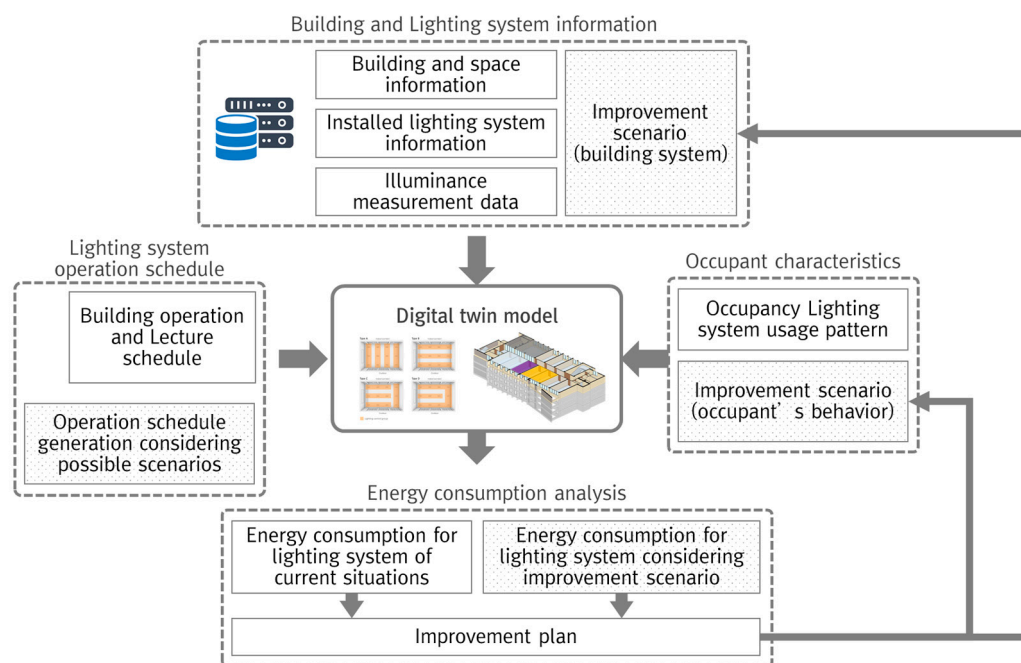 Building and Lighting system information
Building and space
information
Installed lighting system
information
Illuminance
measurement data
Improvement
scenario
(building system)
Lighting system
operation schedule
Building operation
and Lecture
schedule
Operation schedule
generation considering
possible scenarios
Digital twin model
Occupant characteristics
Occupancy Lighting
system usage pattern
Improvement scenario
(occupant’s behavior)
Energy consumption analysis
Energy consumption for
lighting system of
current situations
Energy consumption for
lighting system considering
improvement scenario
Improvement plan